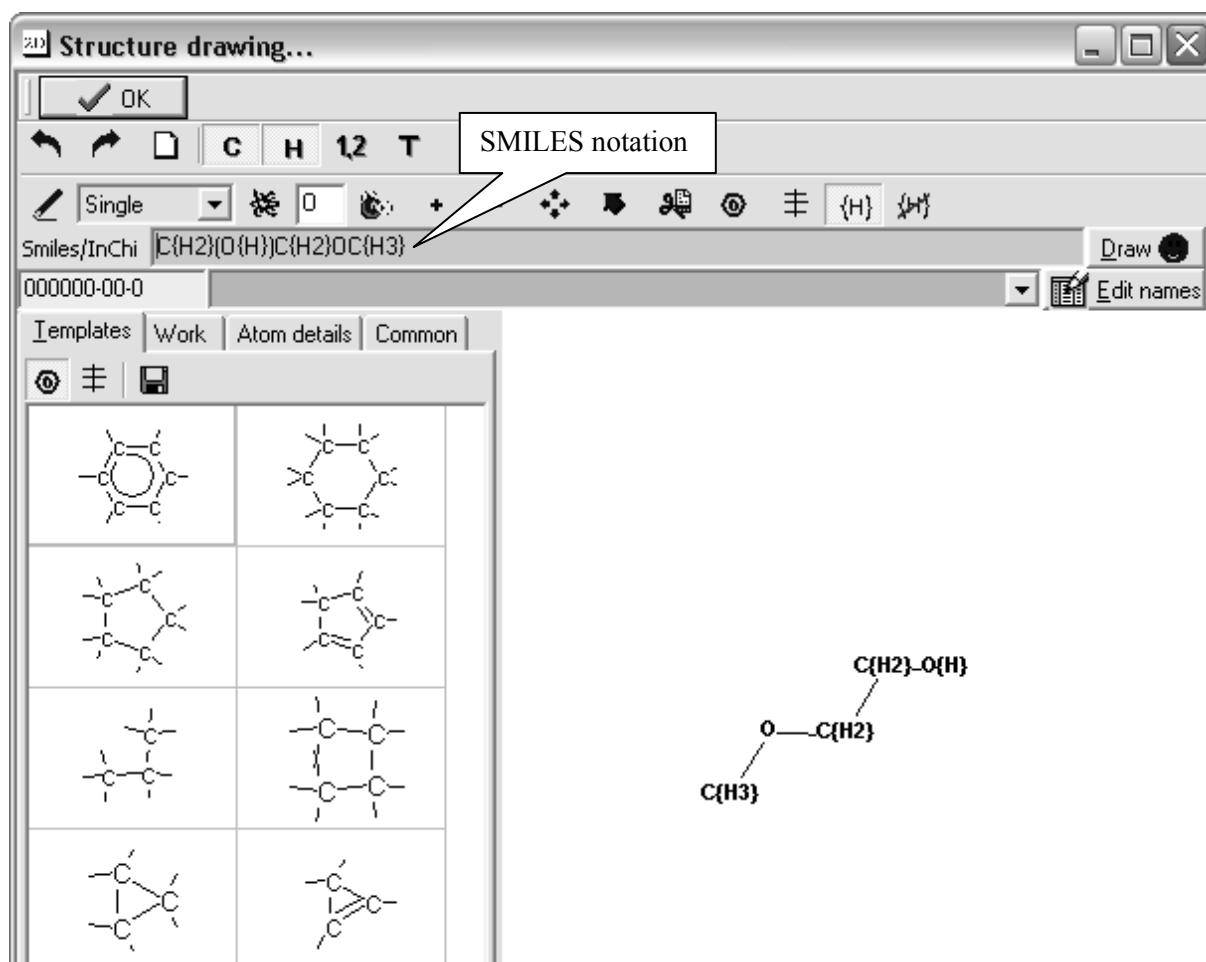 2D Structure drawing...
OK
C H 1,2 T
SMILES notation
Single 0 + {H} {H}
Smiles/InChi C{H2}(O{H})C{H2}OC{H3} Draw
000000-00-0 Edit names
Templates Work Atom details Common
C{H2} O{H}
O C{H2}
C{H3}
C C
C C
C C
C C
C C
C C
C
C C
C C
C
C C
C C
C
C C
C C
C C
C
C C
C
C
C
C C
C